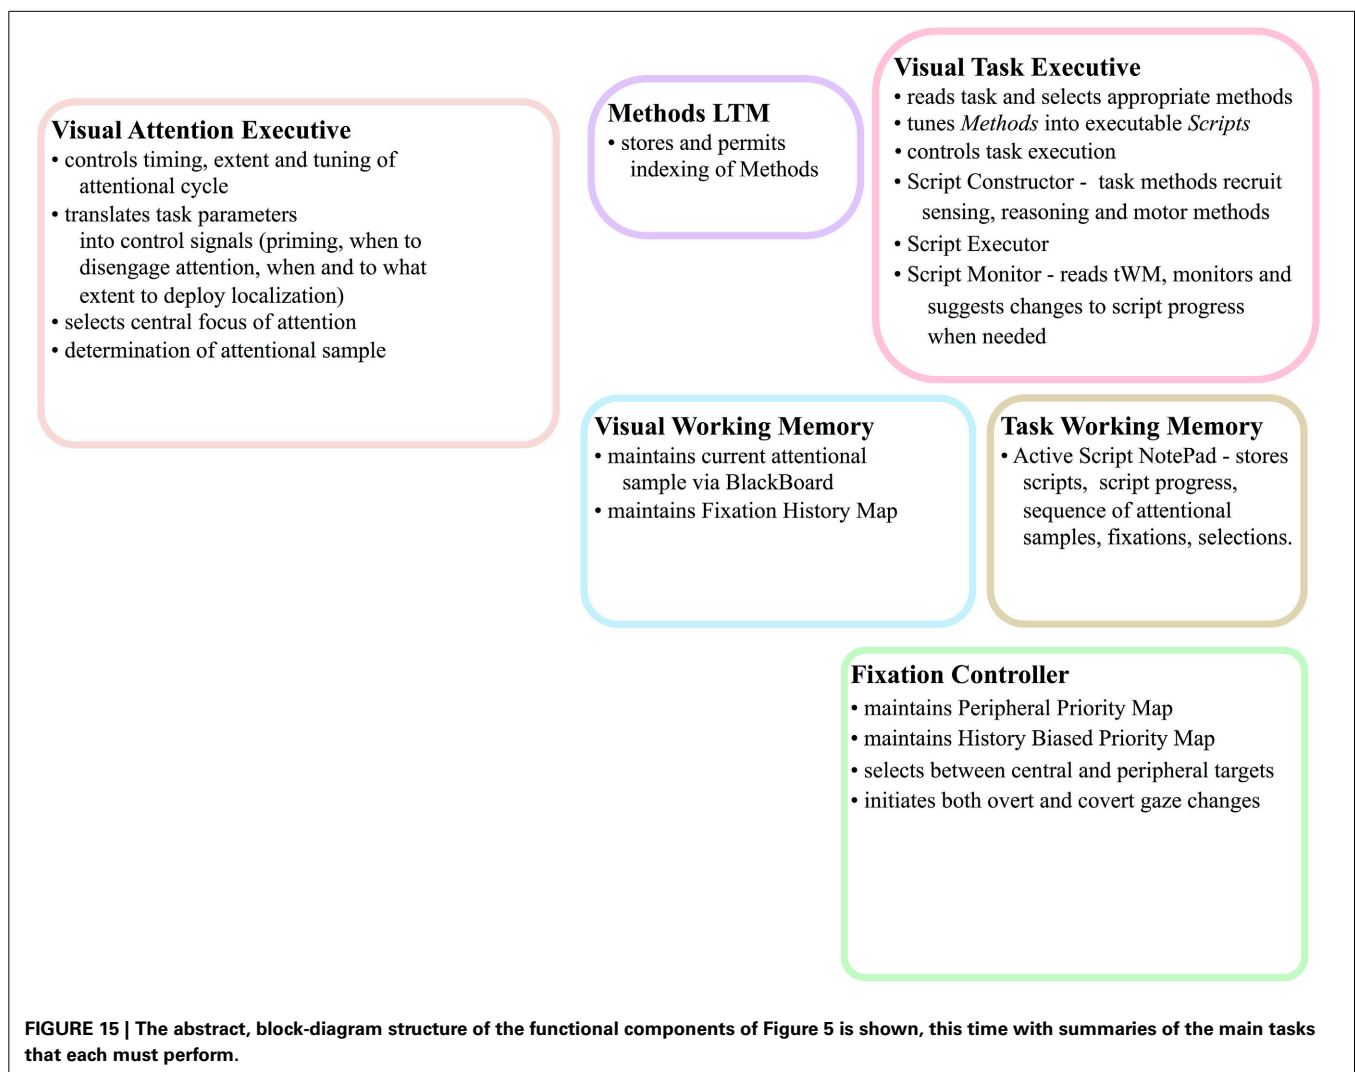 Visual Attention Executive
• controls timing, extent and tuning of
attentional cycle
• translates task parameters
into control signals (priming, when to
disengage attention, when and to what
extent to deploy localization)
• selects central focus of attention
• determination of attentional sample
Methods LTM
• stores and permits
indexing of Methods
Visual Task Executive
• reads task and selects appropriate methods
• tunes Methods into executable Scripts
• controls task execution
• Script Constructor - task methods recruit
sensing, reasoning and motor methods
• Script Executor
• Script Monitor - reads tWM, monitors and
suggests changes to script progress
when needed
Visual Working Memory
• maintains current attentional
sample via BlackBoard
• maintains Fixation History Map
Task Working Memory
• Active Script NotePad - stores
scripts, script progress,
sequence of attentional
samples, fixations, selections.
Fixation Controller
• maintains Peripheral Priority Map
• maintains History Biased Priority Map
• selects between central and peripheral targets
• initiates both overt and covert gaze changes
FIGURE 15 | The abstract, block-diagram structure of the functional components of Figure 5 is shown, this time with summaries of the main tasks
that each must perform.